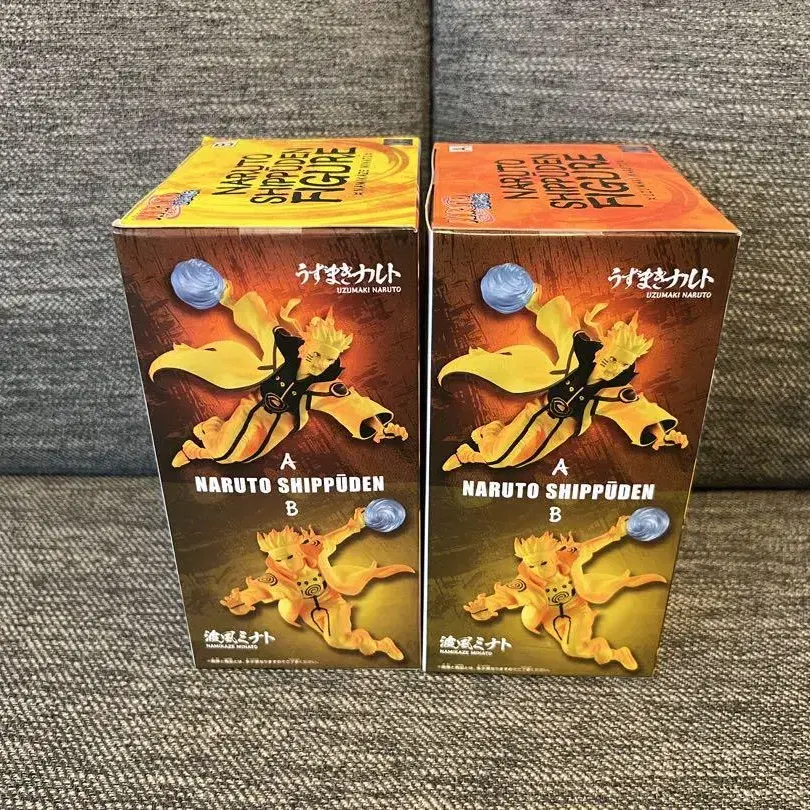 NARUTO
SHIPPUDEN
FIGURE
NARUTO
SHIPPUDEN
FIGURE
うずまきナルト
UZUMAKI NARUTO
A
NARUTO SHIPPŪDEN
B
波風ミナト
NAMIKAZE MINATO
うずまきナルト
UZUMAKI NARUTO
A
NARUTO SHIPPŪDEN
B
波風ミナト
NAMIKAZE MINATO